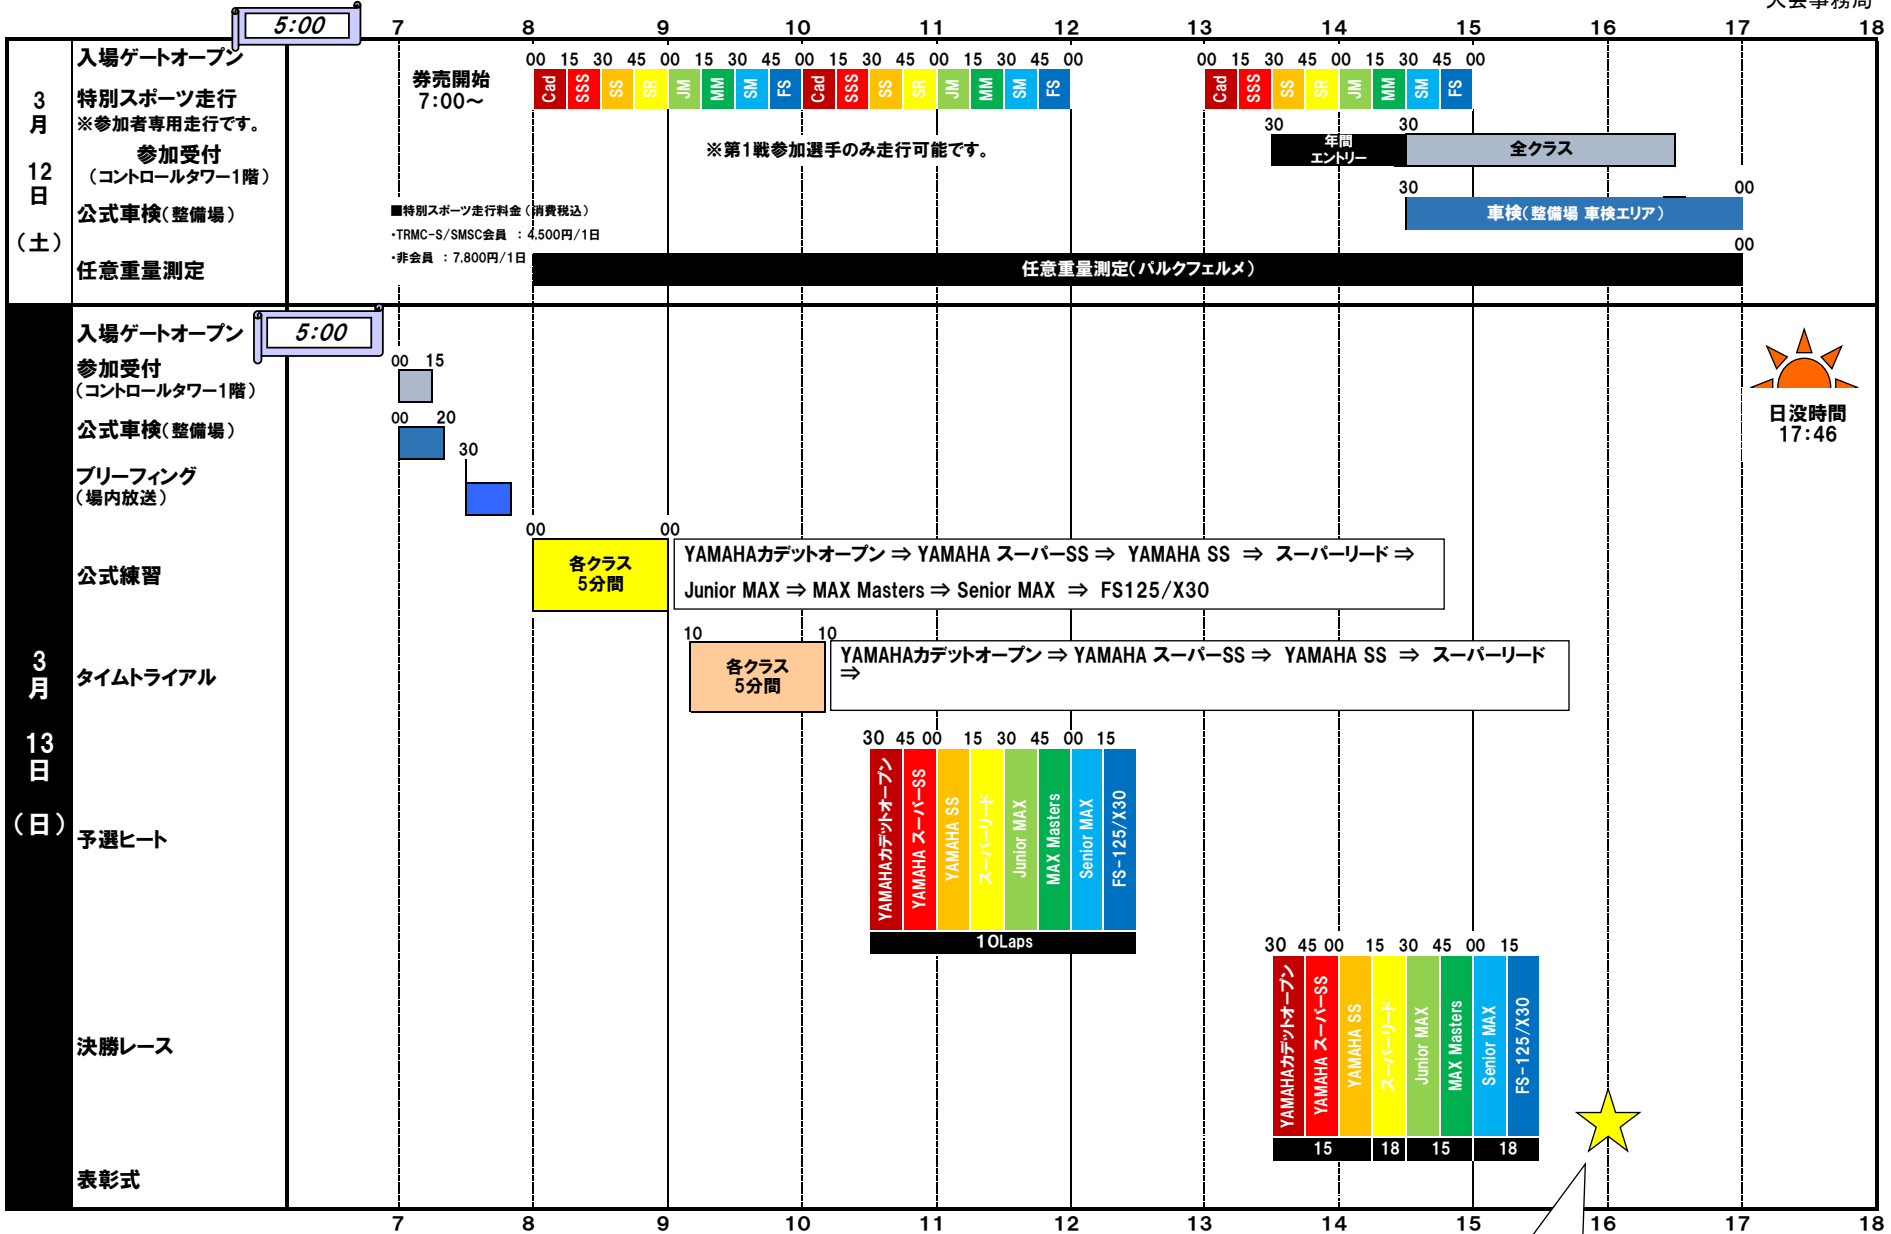 大会事務局
5:00
7 8 9 10 11 12 13 14 15 16 17 18
3
月
12
日
(土)
入場ゲートオープン
特別スポーツ走行
※参加者専用走行です。
券売開始
7:00～
00 15 30 45 00 15 30 45 00 15 30 45 00 15 30 45 00
Cad SSS SS SR JM MM SM FS Cad SSS SS SR JM MM SM FS
00 15 30 45 00 15 30 45 00
Cad SSS SS SR JM MM SM FS
※第1戦参加選手のみ走行可能です。
参加受付
(コントロールタワー1階)
30 30
年間
エントリー
全クラス
公式車検(整備場)
30 00
車検(整備場 車検エリア)
■特別スポーツ走行料金(消費税込)
・TRMC-S/SMSC会員 : 4,500円/1日
・非会員 : 7,800円/1日
任意重量測定
00
任意重量測定(パルクフェルメ)
3
月
13
日
(日)
入場ゲートオープン
5:00
参加受付
(コントロールタワー1階)
00 15
公式車検(整備場)
00 20
ブリーフィング
(場内放送)
30
日没時間
17:46
公式練習
00 00
各クラス
5分間
YAMAHAカデットオープン ⇒ YAMAHA スーパーSS ⇒ YAMAHA SS ⇒ スーパーリード ⇒
Junior MAX ⇒ MAX Masters ⇒ Senior MAX ⇒ FS125/X30
タイムトライアル
10 10
各クラス
5分間
YAMAHAカデットオープン ⇒ YAMAHA スーパーSS ⇒ YAMAHA SS ⇒ スーパーリード
⇒
予選ヒート
30 45 00 15 30 45 00 15
YAMAHAカデットオープン
YAMAHA スーパーSS
YAMAHA SS
スーパーリード
Junior MAX
MAX Masters
Senior MAX
FS-125/X30
10Laps
決勝レース
30 45 00 15 30 45 00 15
YAMAHAカデットオープン
YAMAHA スーパーSS
YAMAHA SS
スーパーリード
Junior MAX
MAX Masters
Senior MAX
FS-125/X30
15 18 15 18
表彰式
7 8 9 10 11 12 13 14 15 16 17 18